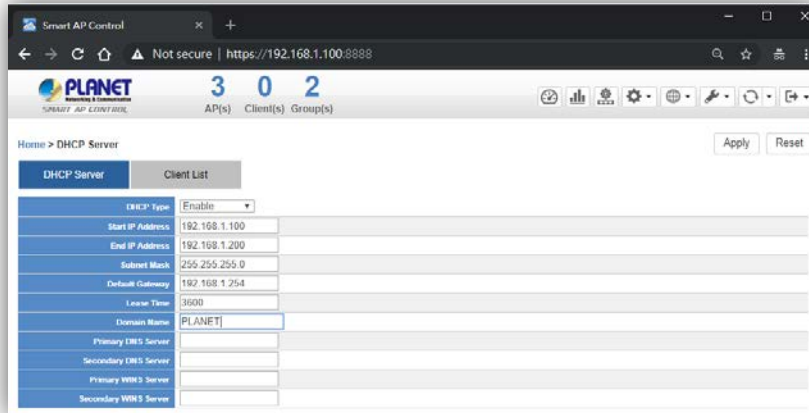 Smart AP Control
Not secure | https://192.168.1.100:8888
PLANET
Networking & Communication
SMART AP CONTROL
3 0 2
AP(s) Client(s) Group(s)
Home > DHCP Server
Apply Reset
DHCP Server Client List
DHCP Type Enable
Start IP Address 192.168.1.100
End IP Address 192.168.1.200
Subnet Mask 255.255.255.0
Default Gateway 192.168.1.254
Lease Time 3600
Domain Name PLANET
Primary DNS Server
Secondary DNS Server
Primary WINS Server
Secondary WINS Server